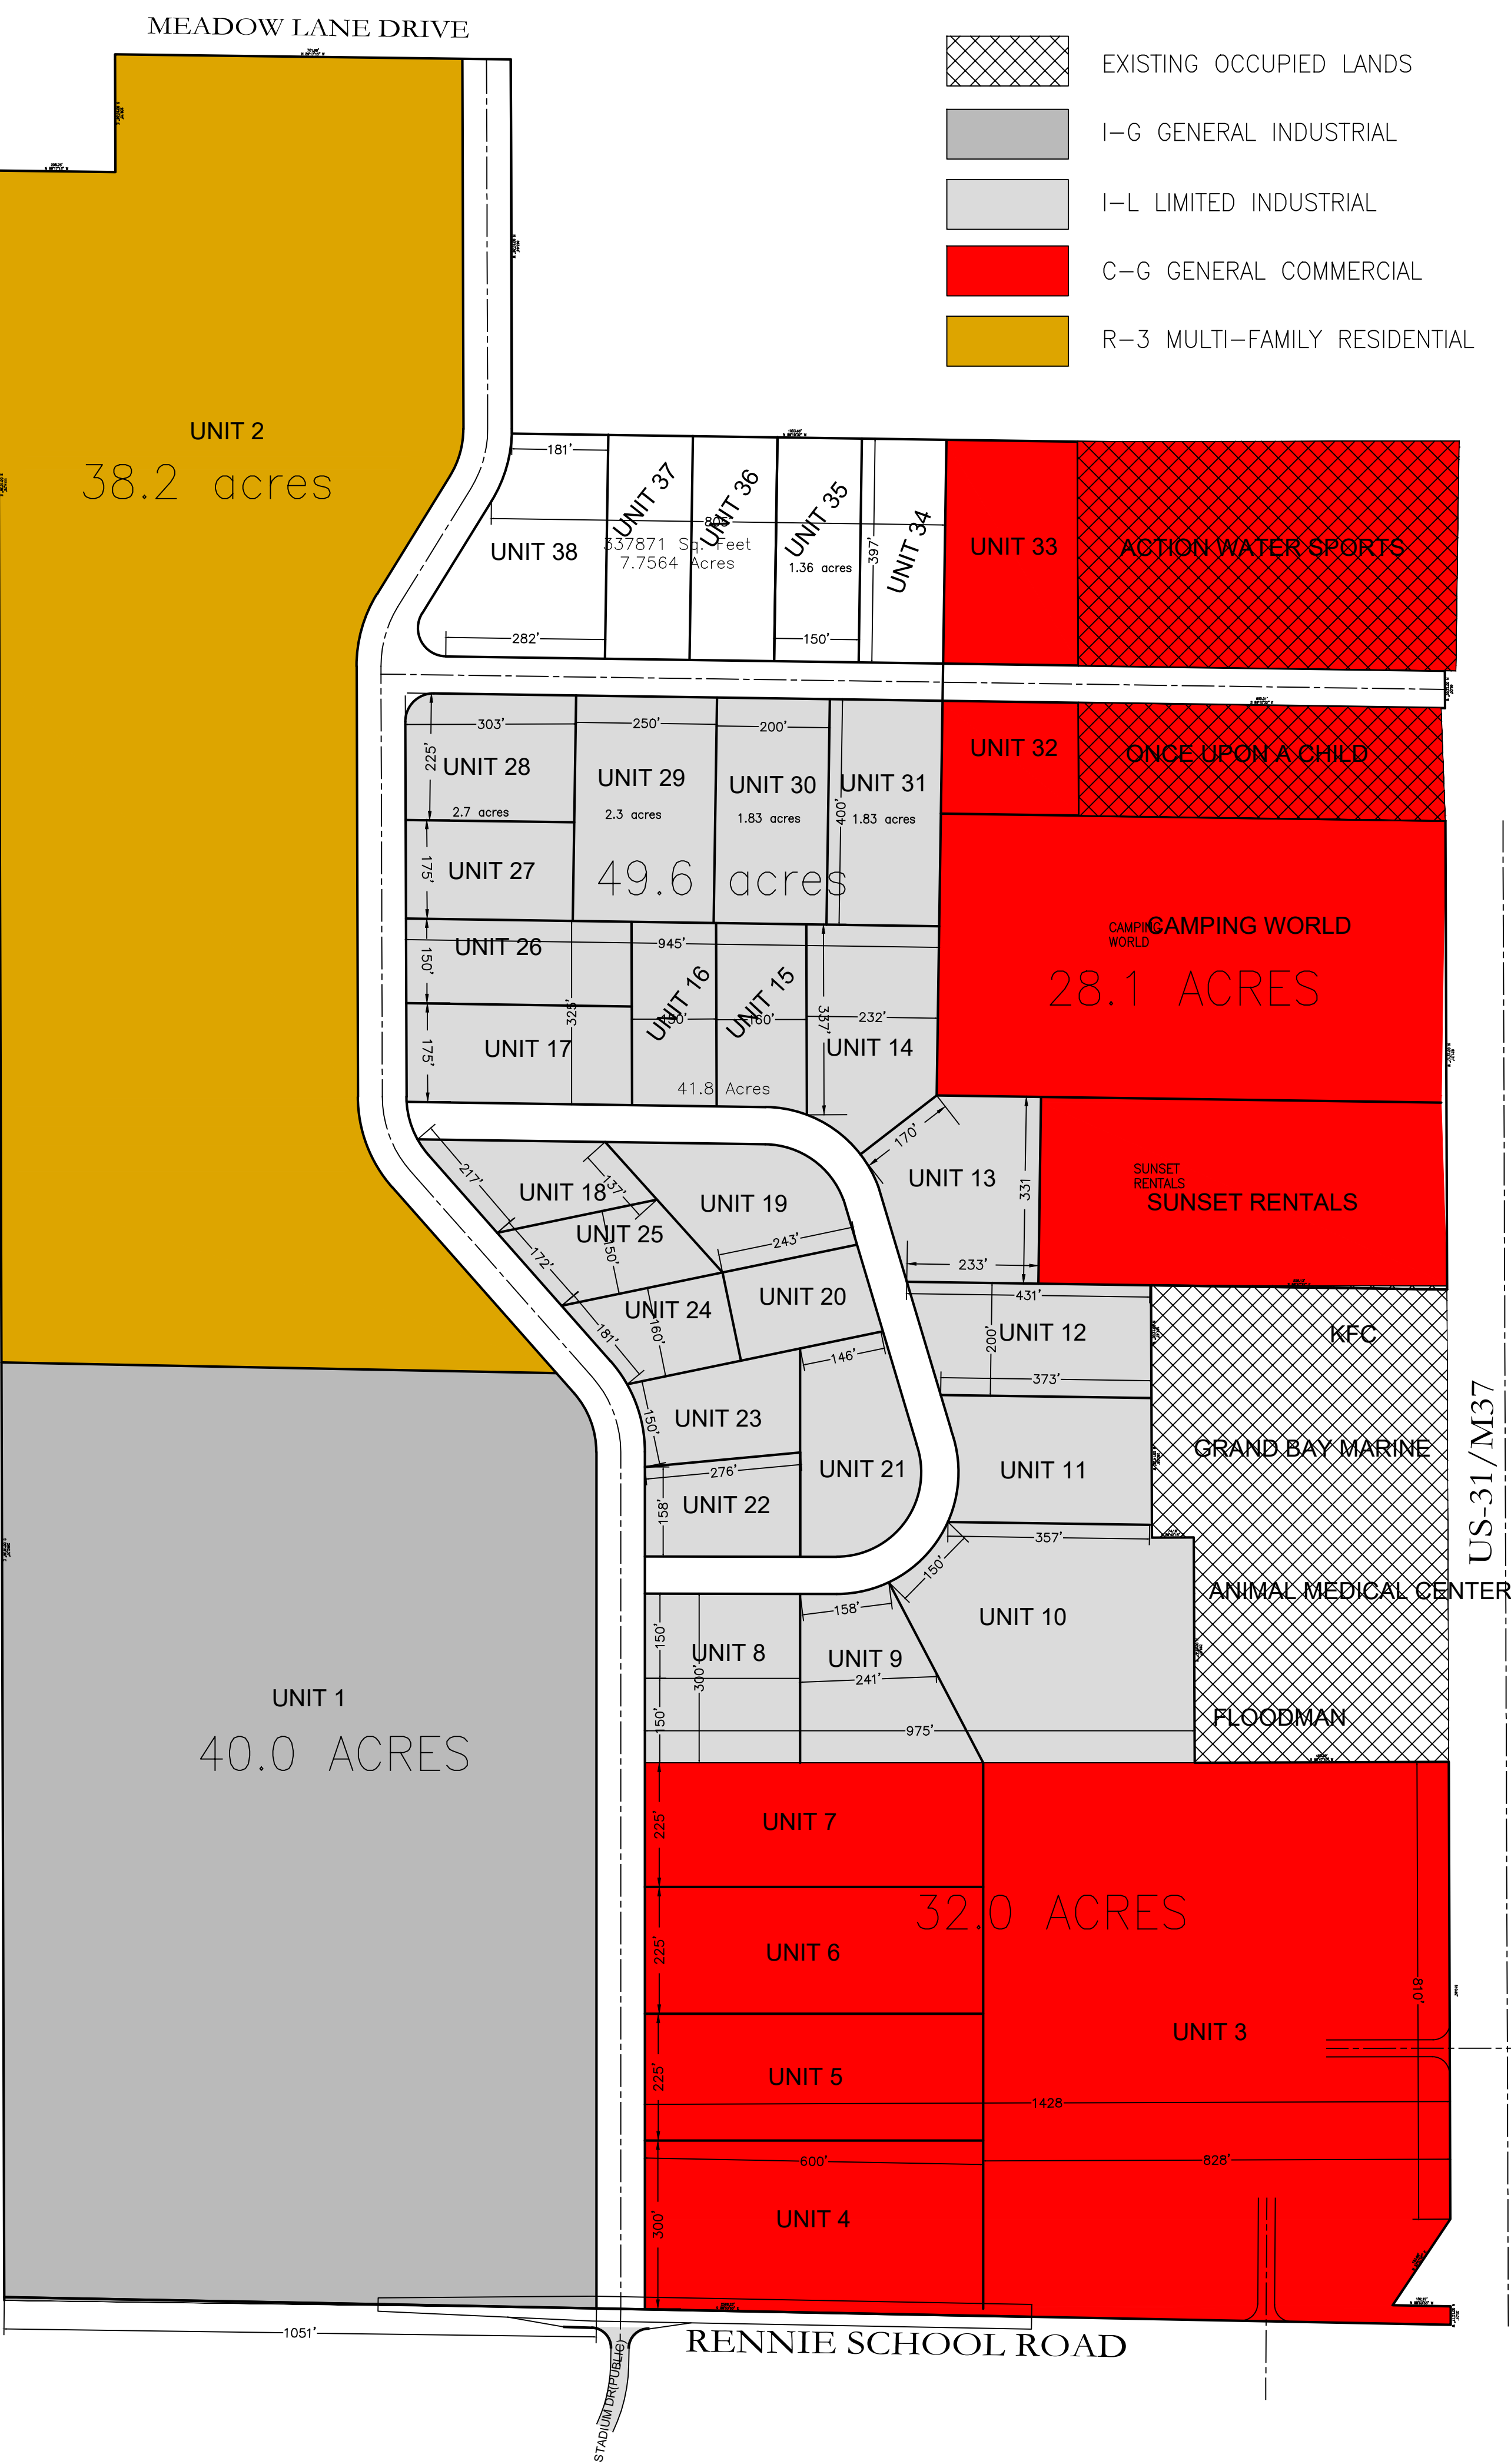 MEADOW LANE DRIVE
EXISTING OCCUPIED LANDS
I-G GENERAL INDUSTRIAL
I-L LIMITED INDUSTRIAL
C-G GENERAL COMMERCIAL
R-3 MULTI-FAMILY RESIDENTIAL
UNIT 2
38.2 acres
181'
UNIT 37
UNIT 36
UNIT 35
UNIT 34
UNIT 33
ACTION WATER SPORTS
UNIT 38
337871 Sq. Feet
7.7564 Acres
1.36 acres
397'
282'
150'
303'
250'
200'
225'
UNIT 28
UNIT 29
UNIT 30
UNIT 31
UNIT 32
ONCE UPON A CHILD
2.7 acres
2.3 acres
1.83 acres
400'
1.83 acres
175'
UNIT 27
49.6 acres
UNIT 26
945'
150'
325'
UNIT 16
UNIT 15
160'
337'
232'
CAMPING
WORLD
CAMPING WORLD
28.1 ACRES
175'
UNIT 17
UNIT 14
41.8 Acres
170'
217'
UNIT 18
137'
UNIT 19
UNIT 13
331
SUNSET
RENTALS
SUNSET RENTALS
UNIT 25
150'
172'
243'
233'
431'
UNIT 24
160'
181'
UNIT 20
200'
UNIT 12
KFC
146'
373'
US-31/M37
150'
UNIT 23
276'
UNIT 21
UNIT 11
GRAND BAY MARINE
158'
UNIT 22
357'
150'
ANIMAL MEDICAL CENTER
158'
UNIT 10
150'
UNIT 8
300'
UNIT 9
241'
UNIT 1
40.0 ACRES
150'
975'
FLOODMAN
225'
UNIT 7
32.0 ACRES
225'
UNIT 6
810'
UNIT 3
225'
UNIT 5
1428
600'
828'
300'
UNIT 4
1051'
RENNIE SCHOOL ROAD
STADIUM DR(PUBLIC)